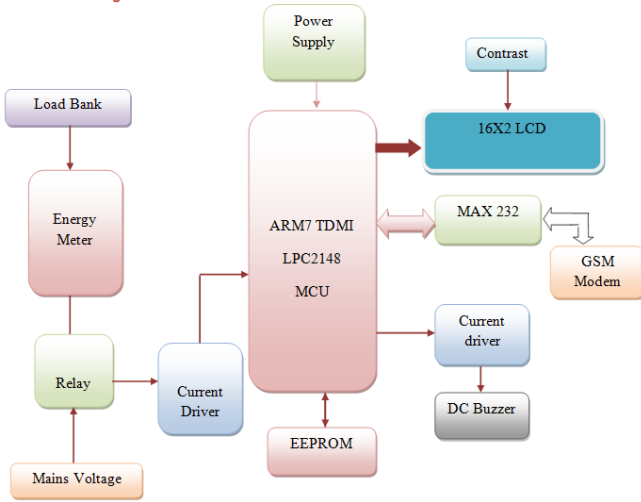 Power
Supply
Contrast
Load Bank
16X2 LCD
Energy
Meter
ARM7 TDMI
LPC2148
MCU
MAX 232
GSM
Modem
Current
driver
Relay
Current
Driver
DC Buzzer
EEPROM
Mains Voltage